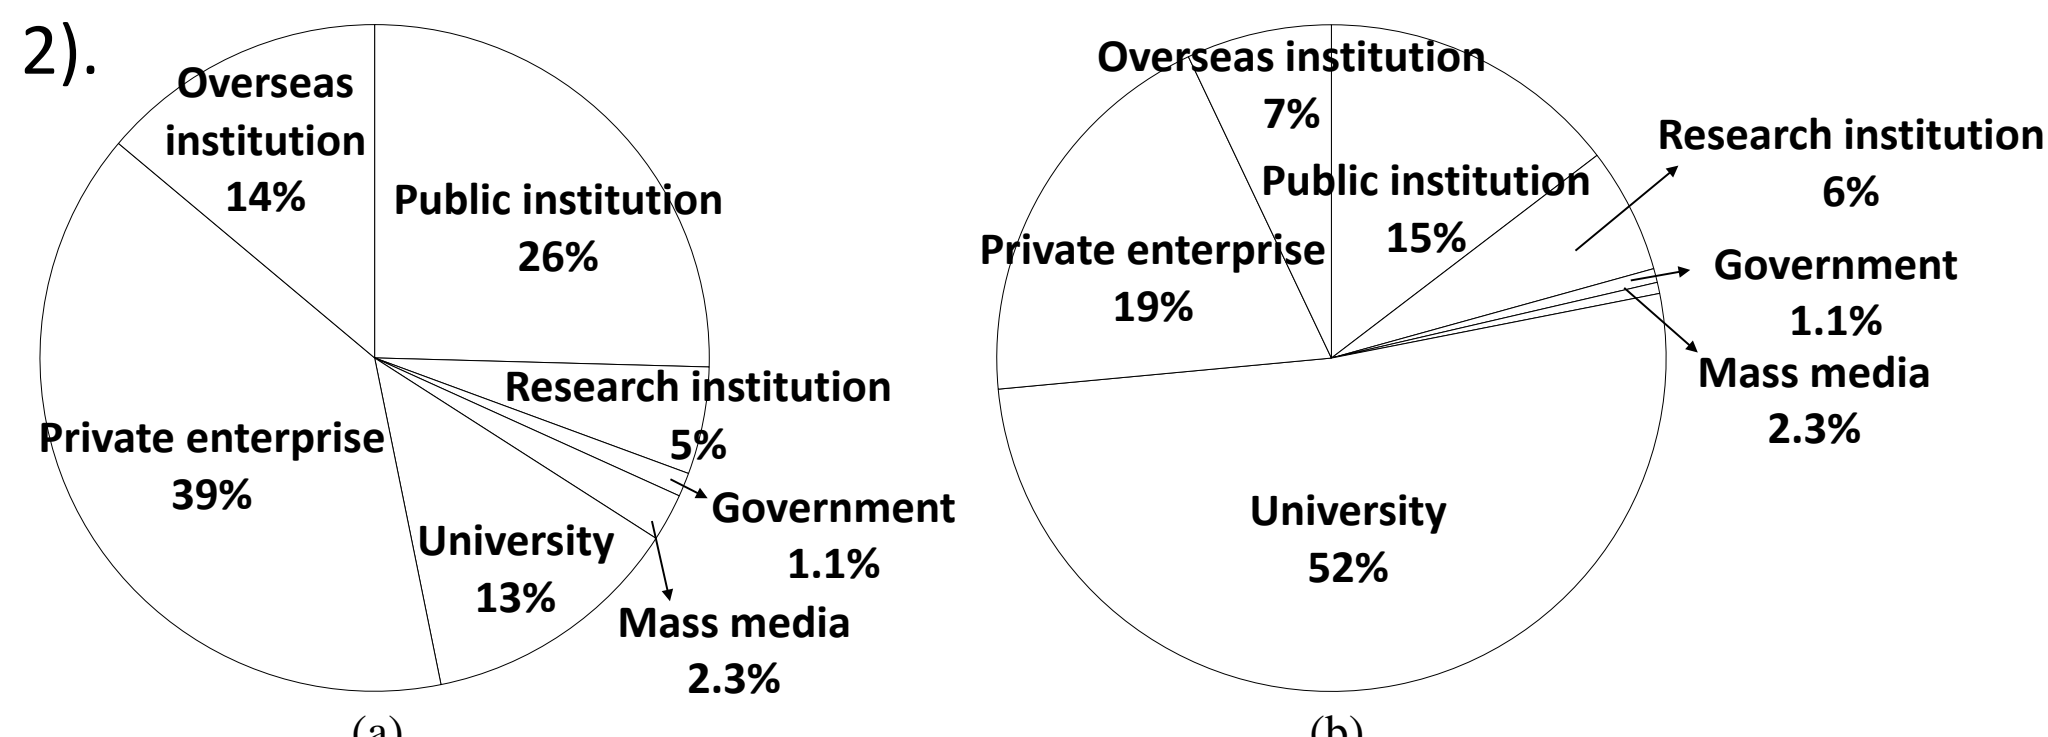 2).
Overseas
institution
14%
Public institution
26%
Research institution
5%
Government
1.1%
Mass media
2.3%
University
13%
Private enterprise
39%
(a)
Overseas institution
7%
Public institution
15%
Research institution
6%
Government
1.1%
Mass media
2.3%
University
52%
Private enterprise
19%
(b)